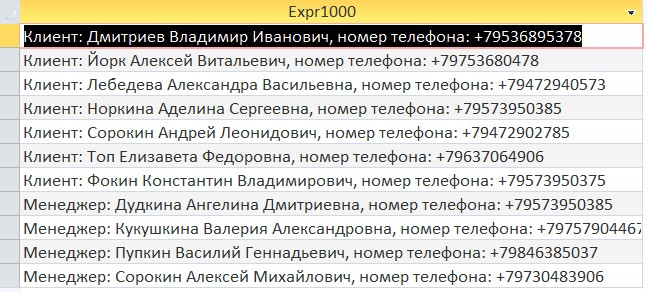 Expr1000
Клиент: Дмитриев Владимир Иванович, номер телефона: +79536895378
Клиент: Йорк Алексей Витальевич, номер телефона: +79753680478
Клиент: Лебедева Александра Васильевна, номер телефона: +79472940573
Клиент: Норкина Аделина Сергеевна, номер телефона: +79573950385
Клиент: Сорокин Андрей Леонидович, номер телефона: +79472902785
Клиент: Топ Елизавета Федоровна, номер телефона: +79637064906
Клиент: Фокин Константин Владимирович, номер телефона: +79573950375
Менеджер: Дудкина Ангелина Дмитриевна, номер телефона: +79573950385
Менеджер: Кукушкина Валерия Александровна, номер телефона: +79757904467
Менеджер: Пупкин Василий Геннадьевич, номер телефона: +79846385037
Менеджер: Сорокин Алексей Михайлович, номер телефона: +79730483906